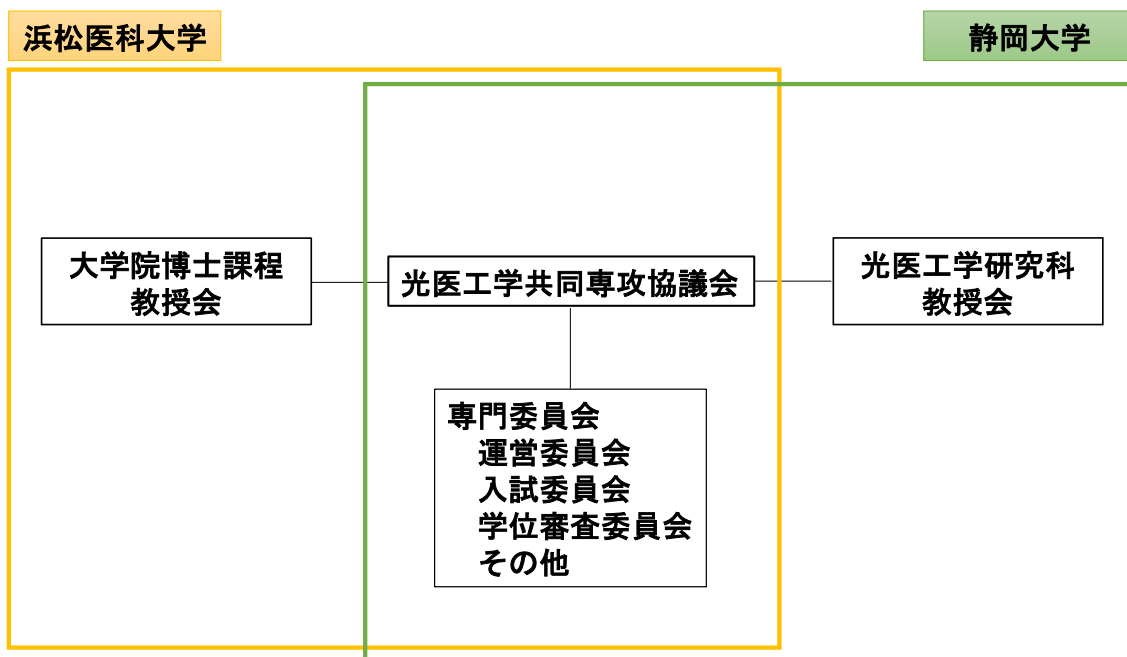 浜松医科大学
静岡大学
大学院博士課程
教授会
光医工学共同専攻協議会
光医工学研究科
教授会
専門委員会
運営委員会
入試委員会
学位審査委員会
その他